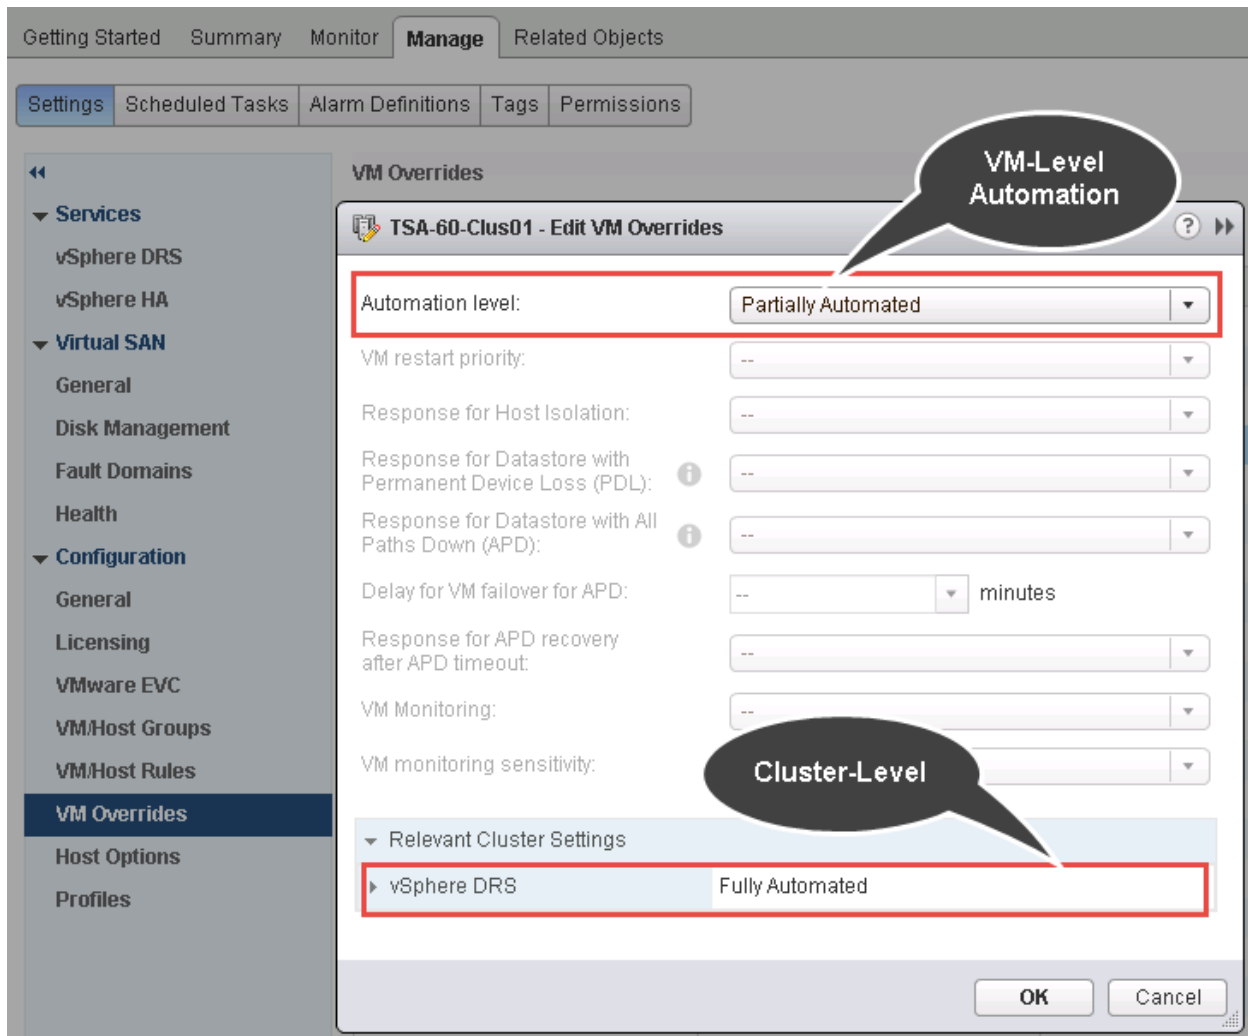 Getting Started Summary Monitor Manage Related Objects
Settings Scheduled Tasks Alarm Definitions Tags Permissions
VM Overrides
VM-Level
Automation
Services
vSphere DRS
vSphere HA
Virtual SAN
General
Disk Management
Fault Domains
Health
Configuration
General
Licensing
VMware EVC
VM/Host Groups
VM/Host Rules
VM Overrides
Host Options
Profiles
TSA-60-Clus01 - Edit VM Overrides
?
Automation level: Partially Automated
VM restart priority: --
Response for Host Isolation: --
Response for Datastore with
Permanent Device Loss (PDL): --
Response for Datastore with All
Paths Down (APD): --
Delay for VM failover for APD: -- minutes
Response for APD recovery
after APD timeout: --
VM Monitoring: --
VM monitoring sensitivity:
Cluster-Level
Relevant Cluster Settings
vSphere DRS Fully Automated
OK Cancel